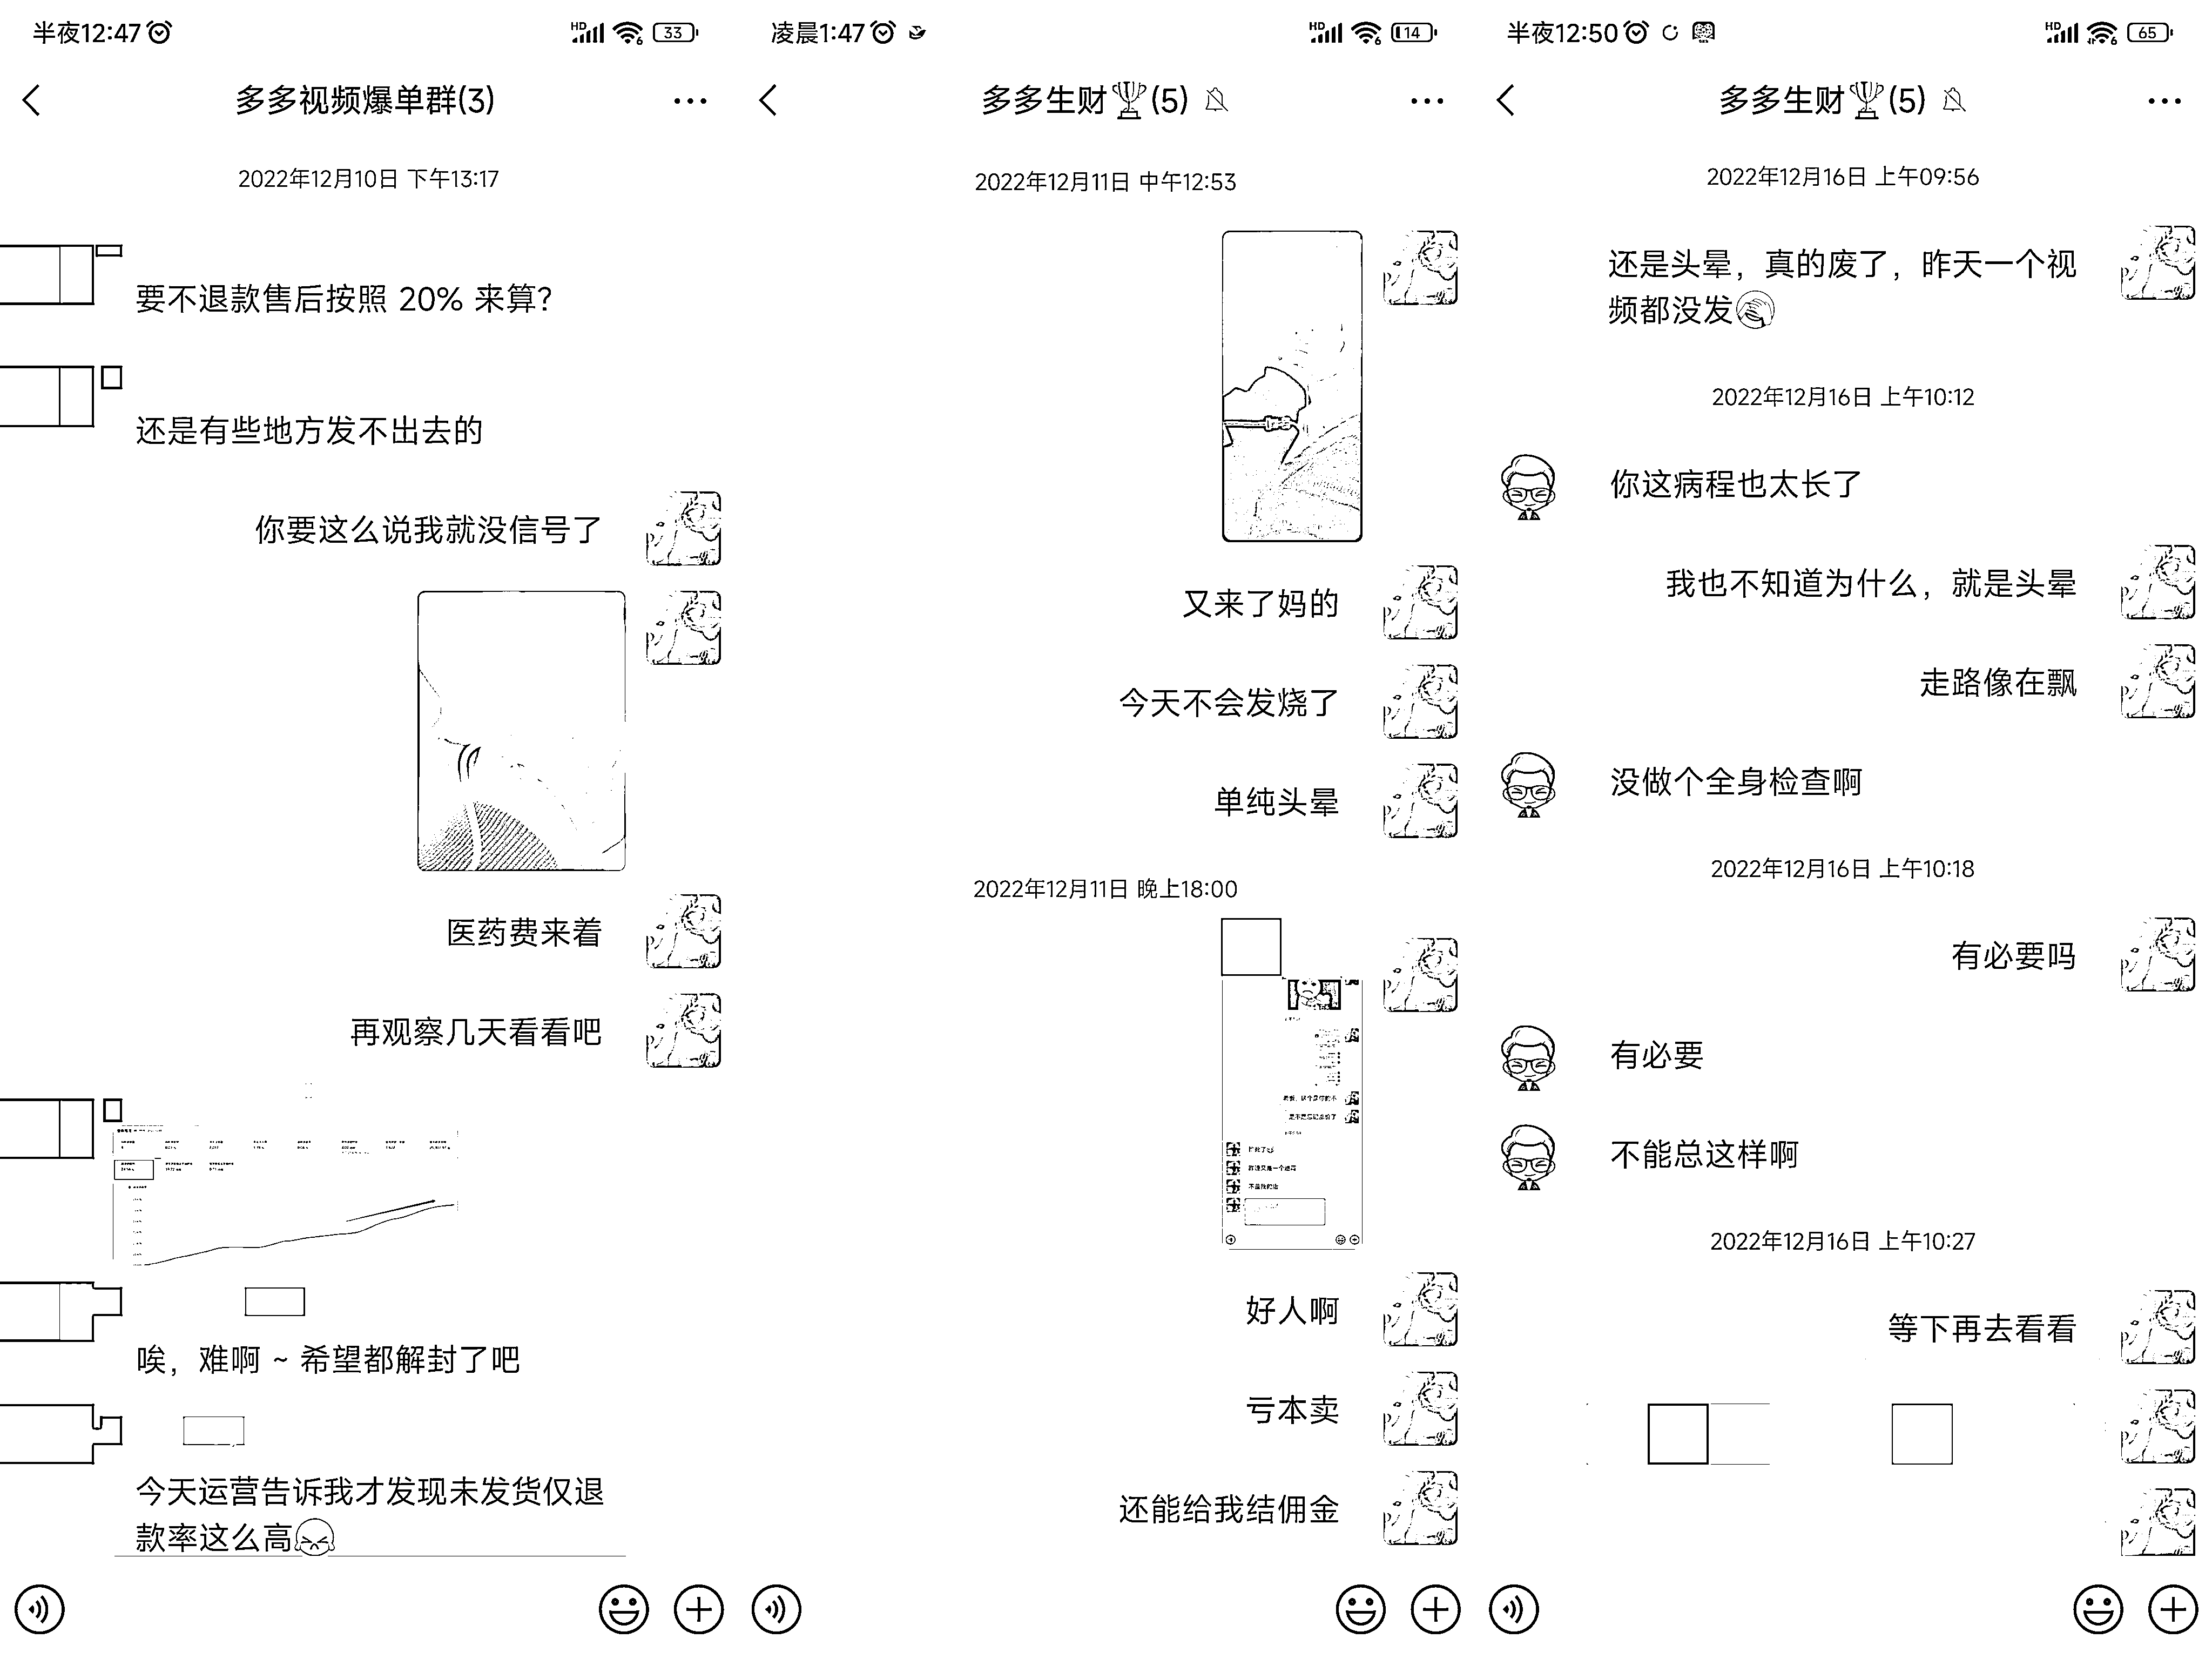 半夜12:47
33
多多视频爆单群(3)
2022年12月10日 下午13:17
要不退款售后按照 20% 来算?
还是有些地方发不出去的
你要这么说我就没信号了
医药费来着
再观察几天看看吧
唉，难啊 ~ 希望都解封了吧
今天运营告诉我才发现未发货仅退
款率这么高
凌晨1:47
14
多多生财🏆(5)
2022年12月11日 中午12:53
又来了妈的
今天不会发烧了
单纯头晕
2022年12月11日 晚上18:00
好人啊
亏本卖
还能给我结佣金
半夜12:50
65
多多生财🏆(5)
2022年12月16日 上午09:56
还是头晕，真的废了，昨天一个视
频都没发
2022年12月16日 上午10:12
你这病程也太长了
我也不知道为什么，就是头晕
走路像在飘
没做个全身检查啊
2022年12月16日 上午10:18
有必要吗
有必要
不能总这样啊
2022年12月16日 上午10:27
等下再去看看